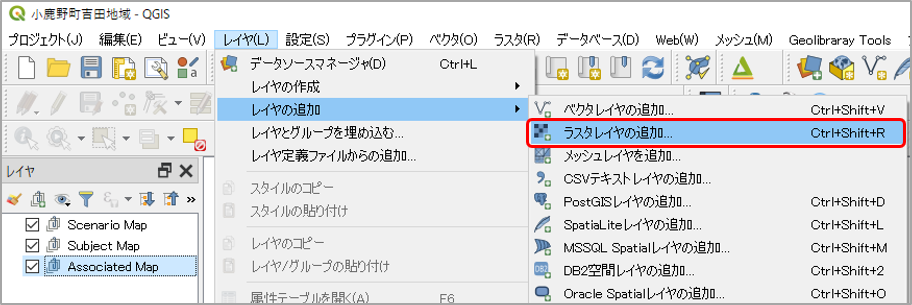 小鹿野町吉田地域 - QGIS
プロジェクト(J) 編集(E) ビュー(V) レイヤ(L) 設定(S) プラグイン(P) ベクタ(O) ラスタ(R) データベース(D) Web(W) メッシュ(M) Geolibraray Tools
データソースマネージャ(D) Ctrl+L
レイヤの作成
レイヤの追加
レイヤとグループを埋め込む...
レイヤ定義ファイルからの追加...
スタイルのコピー
スタイルの貼り付け
レイヤのコピー
レイヤ/グループの貼り付け
属性テーブルを開く(A) F6
ベクタレイヤの追加... Ctrl+Shift+V
ラスタレイヤの追加... Ctrl+Shift+R
メッシュレイヤを追加...
CSVテキストレイヤの追加...
PostGISレイヤの追加... Ctrl+Shift+D
SpatiaLiteレイヤの追加... Ctrl+Shift+L
MSSQL Spatialレイヤの追加... Ctrl+Shift+M
DB2
DB2空間レイヤの追加... Ctrl+Shift+2
Oracle Spatialレイヤの追加... Ctrl+Shift+O
レイヤ
Scenario Map
Subject Map
Associated Map